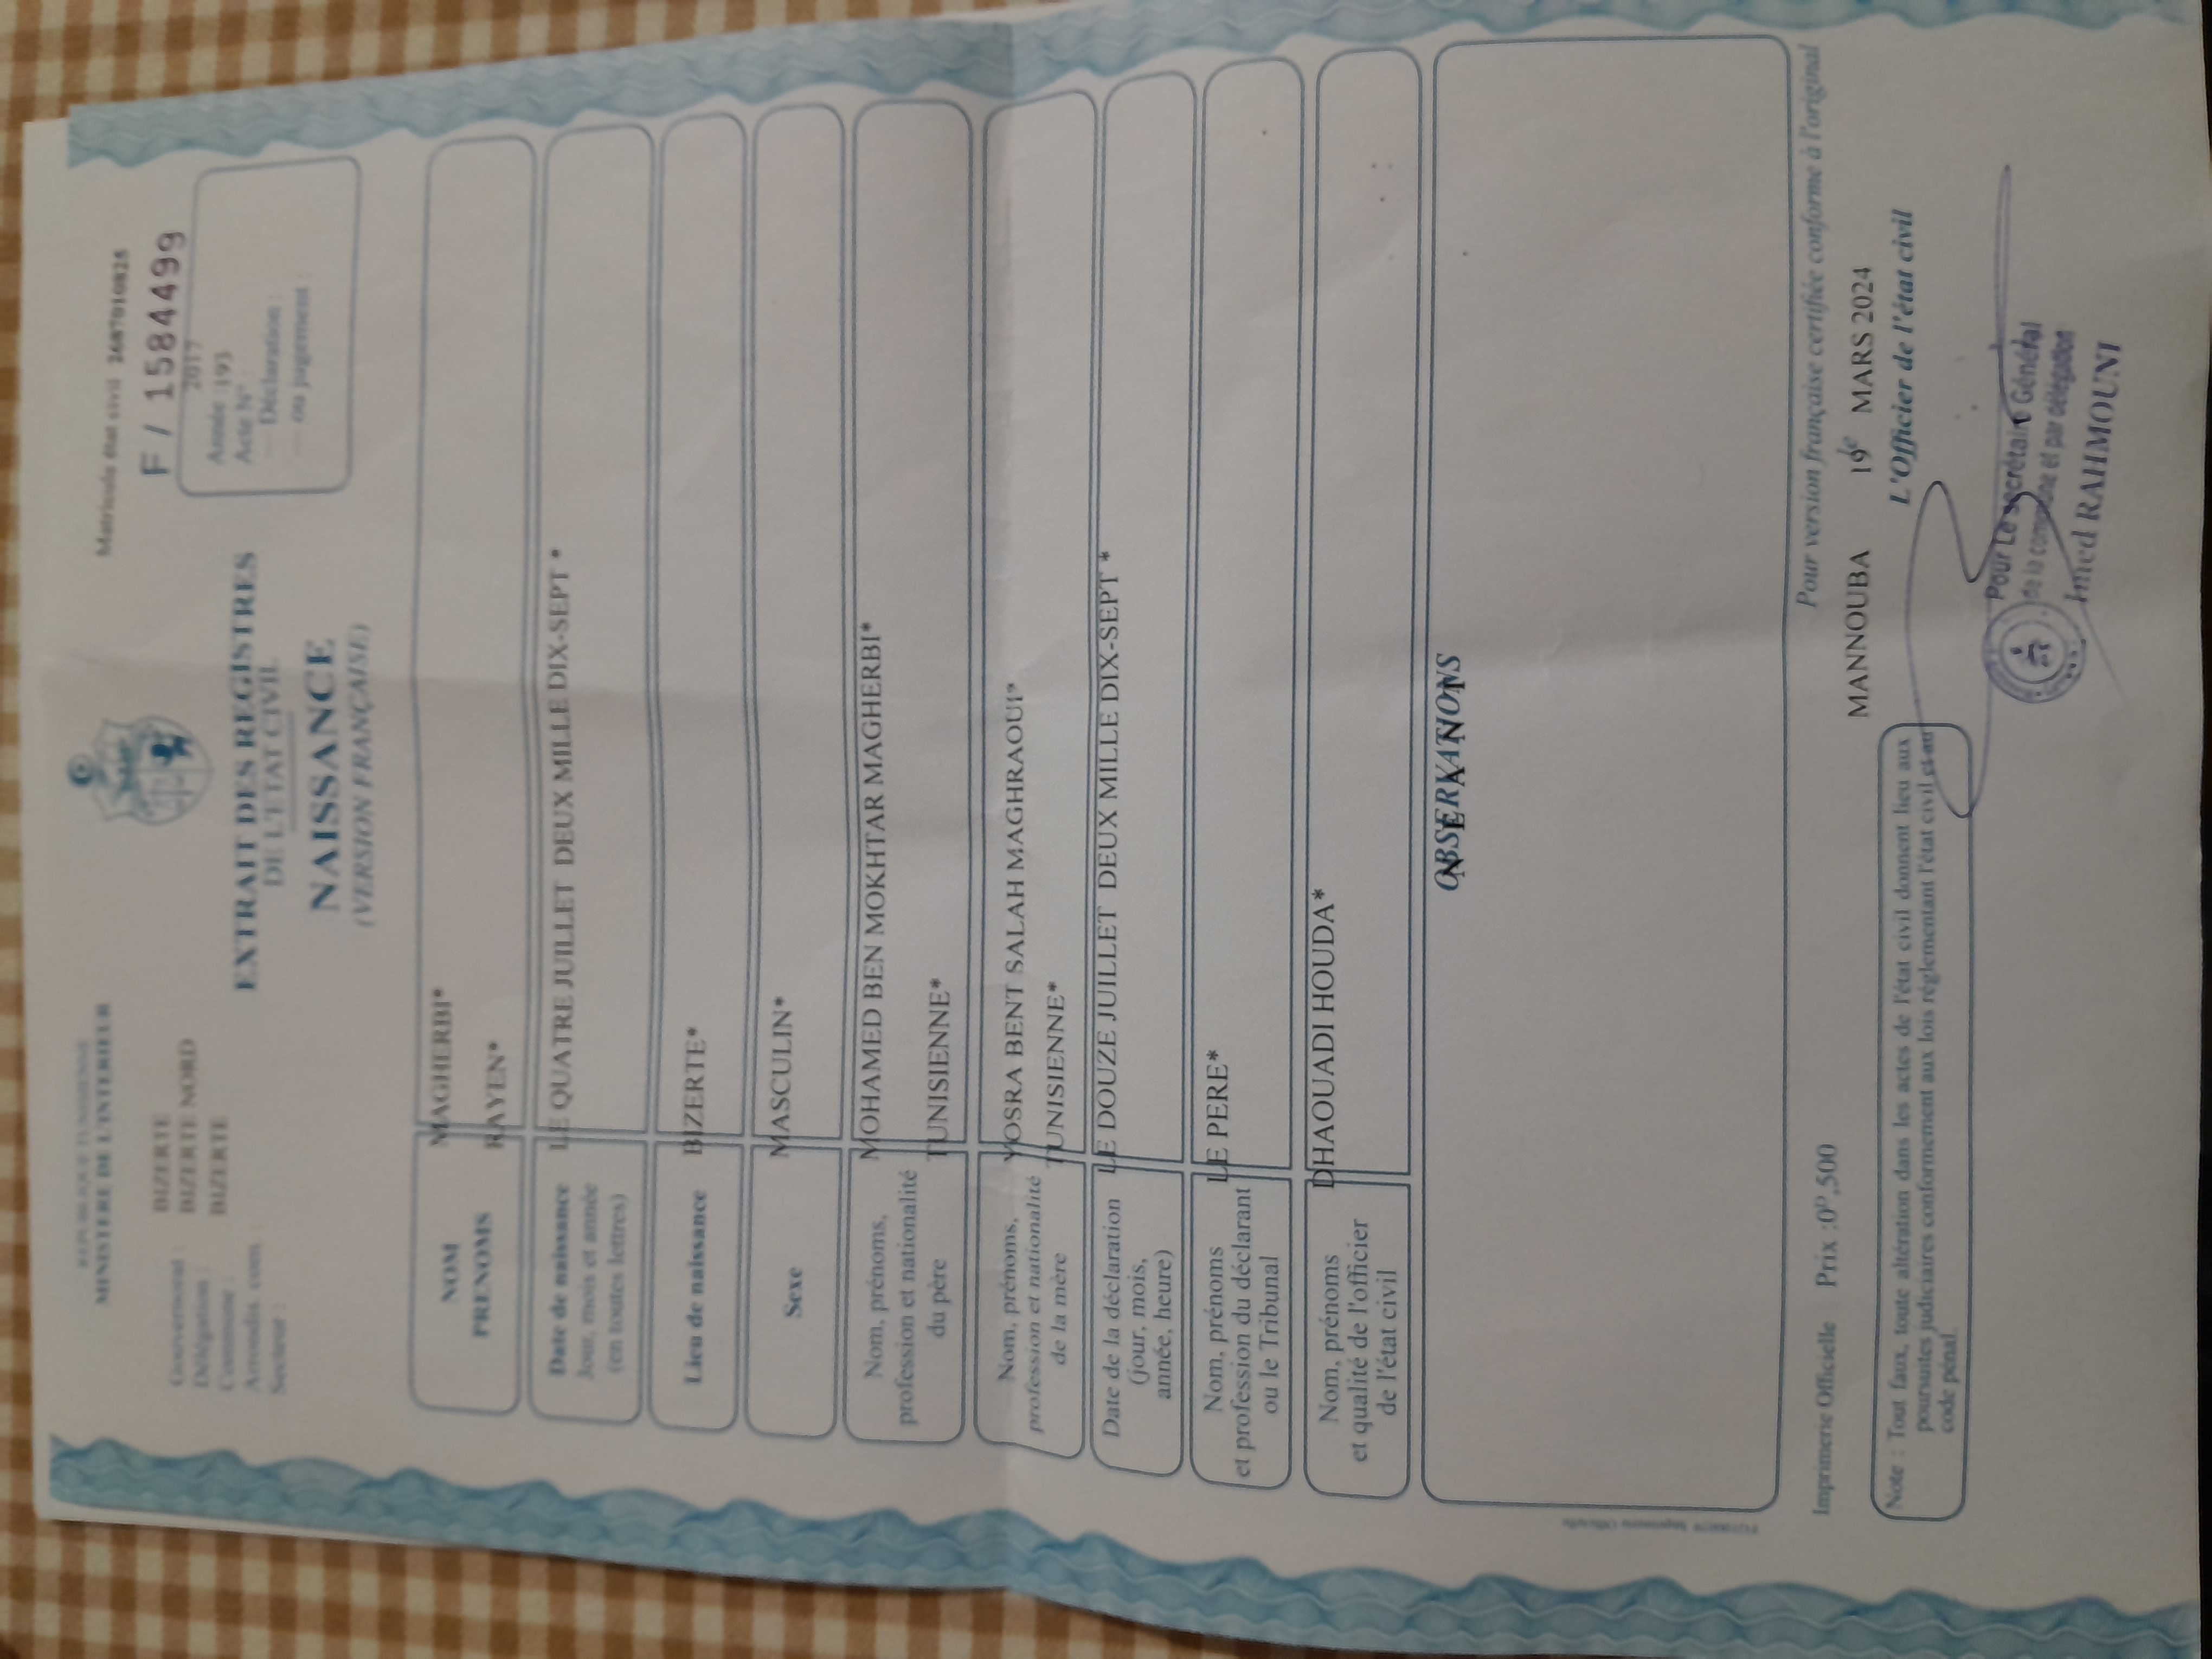 REPUBLIQUE TUNISIENNE
MINISTERE DE L'INTERIEUR
Gouvernorat : BIZERTE
Délégation : BIZERTE NORD
Commune : BIZERTE
Arrondis. com. :
Secteur :
Matricule état civil
F / 1584499
2017
Année : 193
Acte N°
— Déclaration :
— ou jugement :
EXTRAIT DES REGISTRES
DE L'ETAT CIVIL
NAISSANCE
(VERSION FRANÇAISE)
NOM MAGHERBI*
PRENOMS RAYEN*
Date de naissance LE QUATRE JUILLET DEUX MILLE DIX-SEPT *
Jour, mois et année
(en toutes lettres)
Lieu de naissance BIZERTE*
Sexe MASCULIN*
Nom, prénoms, MOHAMED BEN MOKHTAR MAGHERBI*
profession et nationalité
du père TUNISIENNE*
Nom, prénoms, YOSRA BENT SALAH MAGHRAOUI*
profession et nationalité
de la mère TUNISIENNE*
Date de la déclaration LE DOUZE JUILLET DEUX MILLE DIX-SEPT *
(jour, mois,
année, heure)
Nom, prénoms LE PERE*
et profession du déclarant
ou le Tribunal
Nom, prénoms DHAOUADI HOUDA*
et qualité de l'officier
de l'état civil
OBSERVATIONS
Imprimerie Officielle Prix :0ᴰ,500
Pour version française certifiée conforme à l'original
MANNOUBA 19 le MARS 2024
L'Officier de l'état civil
Note : Tout faux, toute altération dans les actes de l'état civil donnent lieu aux
poursuites judiciaires conformement aux lois réglementant l'état civil et au
code pénal.
Pour Le secrétaire Général
de la commune et par délégation
Imed RAHMOUNI